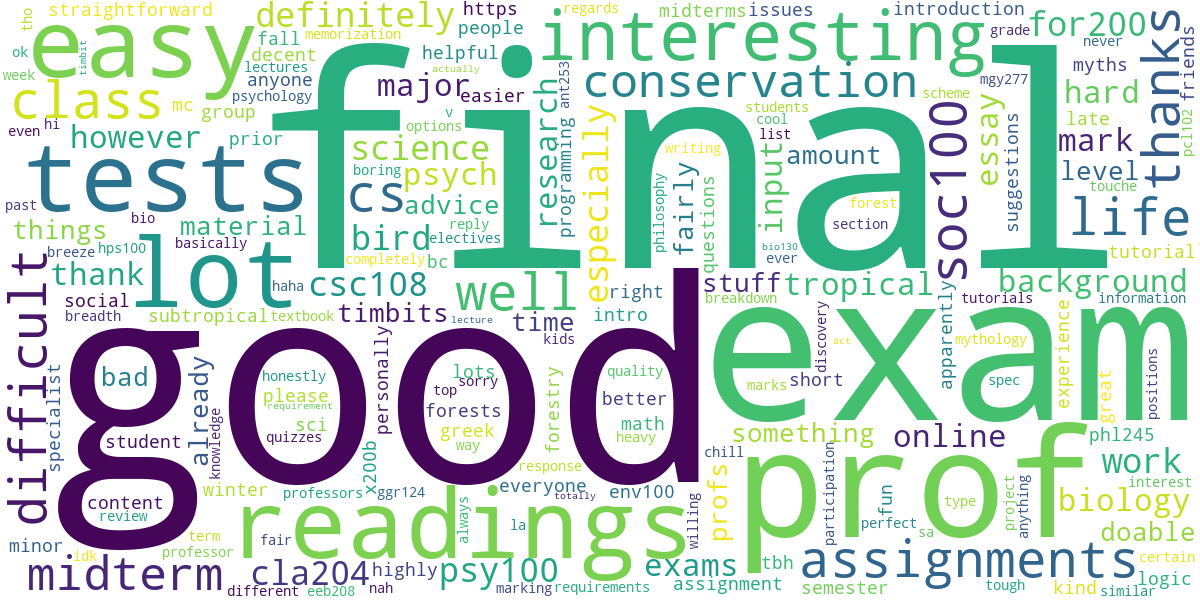 straightforward
definitely
https
regards
midterms
issues
introduction
tho
easy
final
interesting
for200
thanks
ok
timbit
fall
memorization
people
grade
never
friends
week
lectures
decent
helpful
actually
conservation
myths
class
mc
anyone
psychology
group
major
easier
research
ant253
programming
especially
students
cool
list
scheme
mgy277
hard
essay
late
pci102
even
hi
however
prior
options
v
science
boring
psych
writing
input
amount
soc100
suggestions
mark
level
touche
tests
cs
advice
philosophy
fairly
questions
forest
section
past
bio
things
material
reply
bird
electives
life
breeze
hps100
basically
completely
bc
bio130
ever
tutorial
difficult
thank
lot
haha
csc108
well
right
stuff
tropical
background
social
breadth
subtropical
textbook
timbits
lecture
time
kids
intro
breakdown
discovery
apparently
tutorials
information
good
exam
personally
act
mythology
experience
great
positions
specialist
bad
already
honestly
please
requirement
sci
quizzes
lots
top
sorry
forests
greek
way
forestry
quality
better
math
heavy
marks
short
spec
student
knowledge
something
online
phl245
content
review
winter
professors
x200b
ggr124
response
everyone
totally
env100
chill
profs
prof
participation
fun
type
project
anything
work
interest
biology
minor
idk
term
professor
fair
readings
always
la
willing
perfect
sa
doable
midterm
cla204
highly
psy100
exams
tbh
assignments
certain
logic
different
eeb208
nah
marking
requirements
assignment
semester
tough
kind
similar